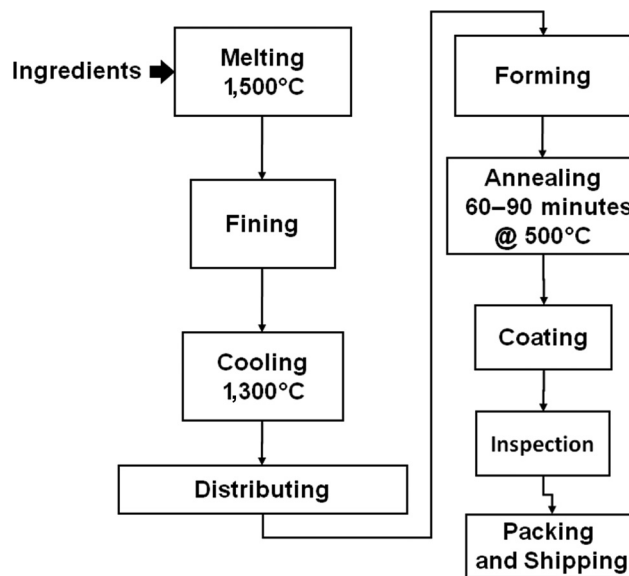 Ingredients
Melting
1,500°C
Fining
Cooling
1,300°C
Distributing
Forming
Annealing
60–90 minutes
@ 500°C
Coating
Inspection
Packing
and Shipping